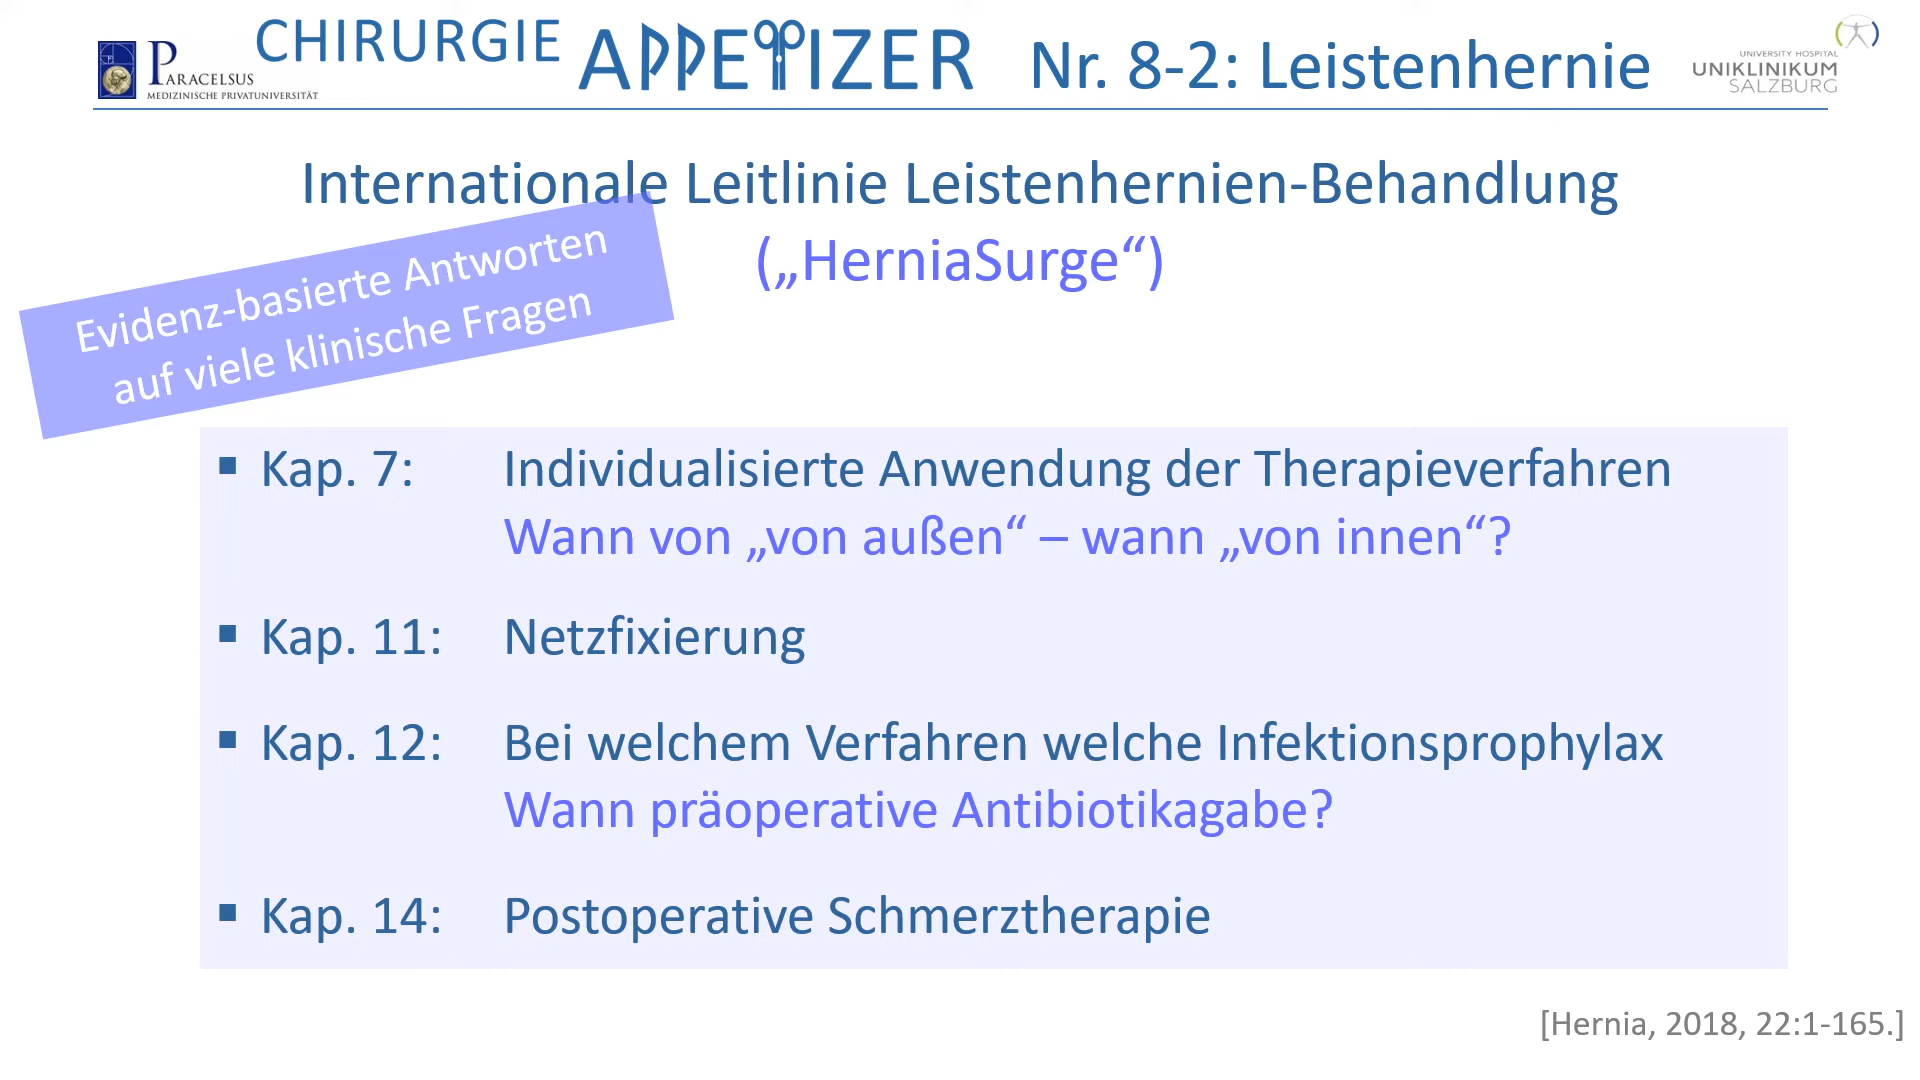 PARACELSUS
MEDIZINISCHE PRIVATUNIVERSITÄT
CHIRURGIE APPETIZER Nr. 8-2: Leistenhernie
UNIVERSITY HOSPITAL
UNIKLINIKUM
SALZBURG
Internationale Leitlinie Leistenhernien-Behandlung
(„HerniaSurge“)
Evidenz-basierte Antworten
auf viele klinische Fragen
▪ Kap. 7: Individualisierte Anwendung der Therapieverfahren
Wann von „von außen“ – wann „von innen“?
▪ Kap. 11: Netzfixierung
▪ Kap. 12: Bei welchem Verfahren welche Infektionsprophylax
Wann präoperative Antibiotikagabe?
▪ Kap. 14: Postoperative Schmerztherapie
[Hernia, 2018, 22:1-165.]